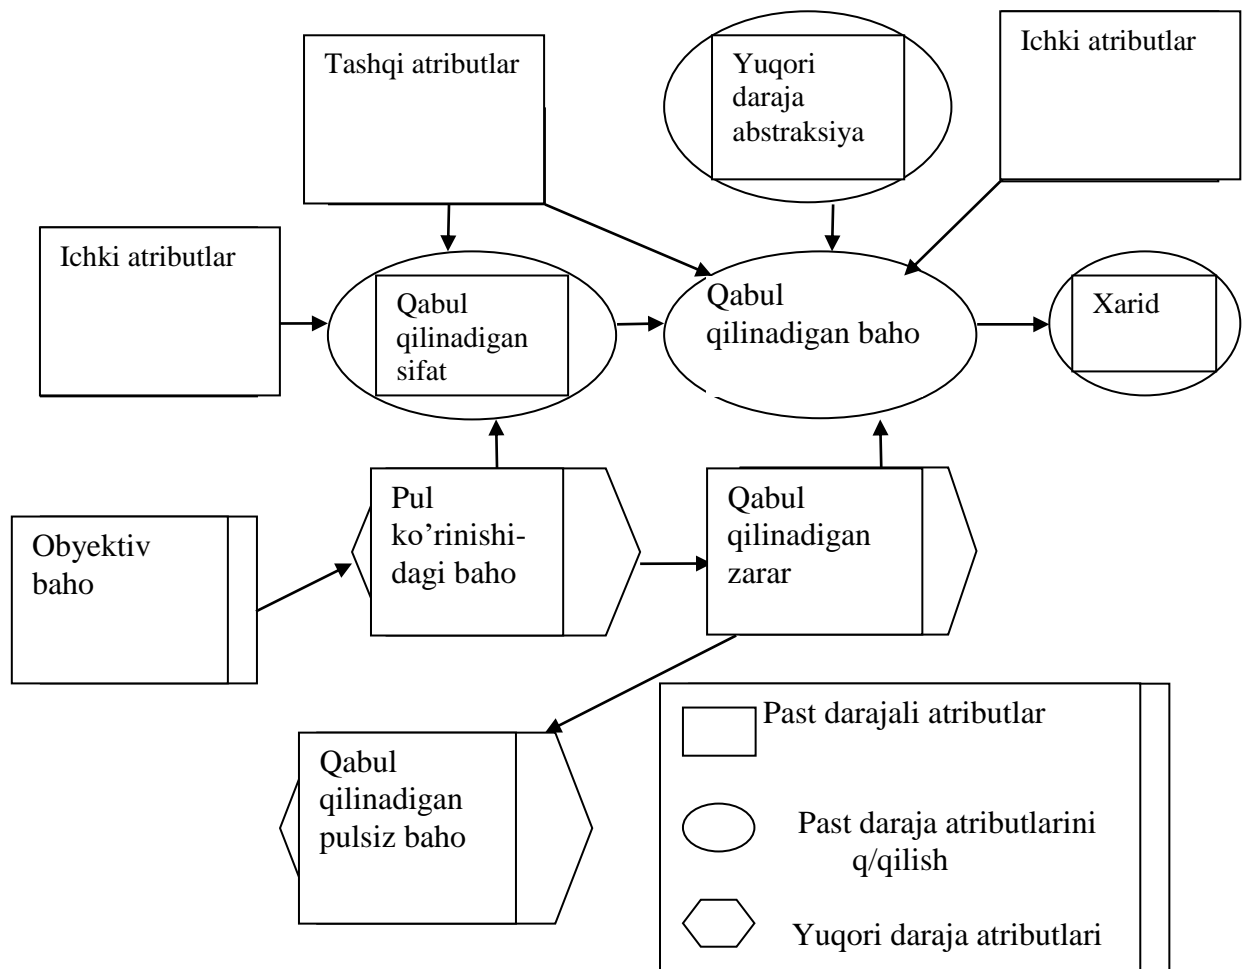 Tashqi atributlar
Yuqori
daraja
abstraksiya
Ichki atributlar
Ichki atributlar
Qabul
qilinadigan
sifat
Qabul
qilinadigan baho
Xarid
Obyektiv
baho
Pul
ko’rinishi-
dagi baho
Qabul
qilinadigan
zarar
Qabul
qilinadigan
pulsiz baho
Past darajali atributlar
Past daraja atributlarini
q/qilish
Yuqori daraja atributlari